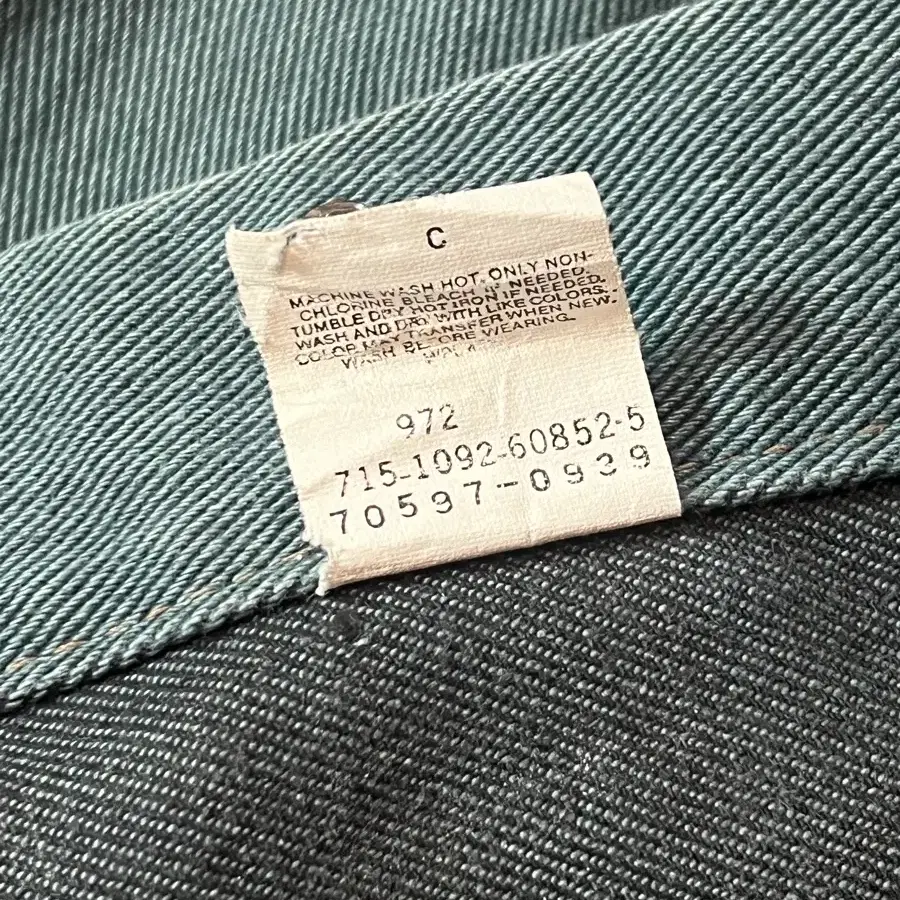 C
MACHINE WASH HOT. ONLY NON-
CHLORINE BLEACH IF NEEDED.
TUMBLE DRY HOT IRON IF NEEDED.
WASH AND DRY WITH LIKE COLORS.
COLOR MAY TRANSFER WHEN NEW.
WASH BEFORE WEARING.
972
715-1092-60852-5
70597-0939